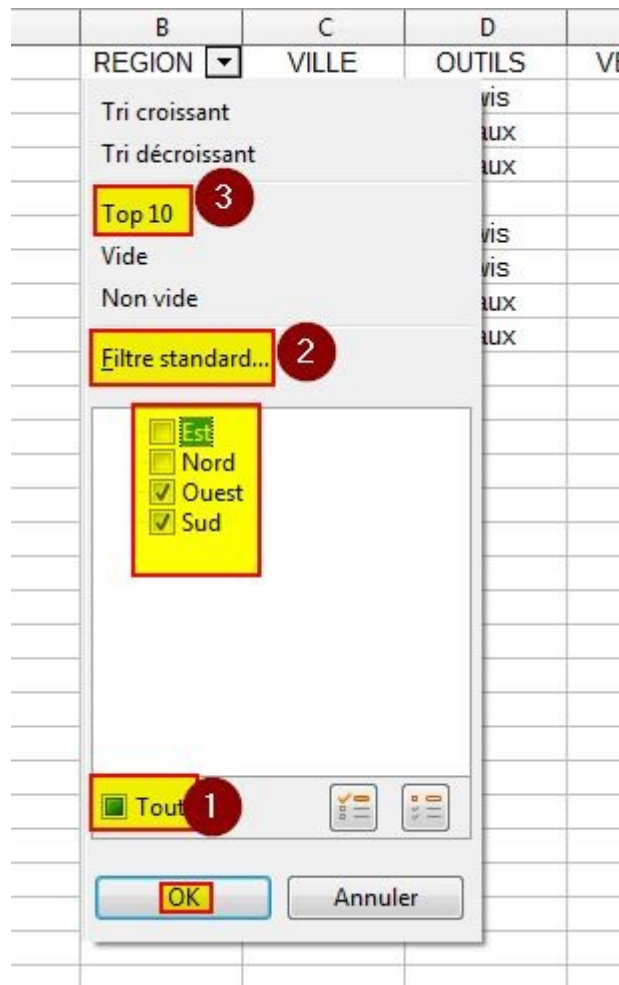 B C D
REGION VILLE OUTILS
Tri croissant
Tri décroissant
Top 10 3
Vide
Non vide
Filtre standard... 2
Est
Nord
Ouest
Sud
Tout 1
OK Annuler